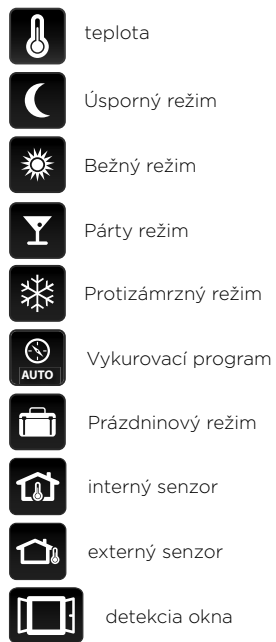 teplota
Úsporný režim
Bežný režim
Párty režim
Protizámrzný režim
AUTO
Vykurovací program
Prázdninový režim
interný senzor
externý senzor
detekcia okna